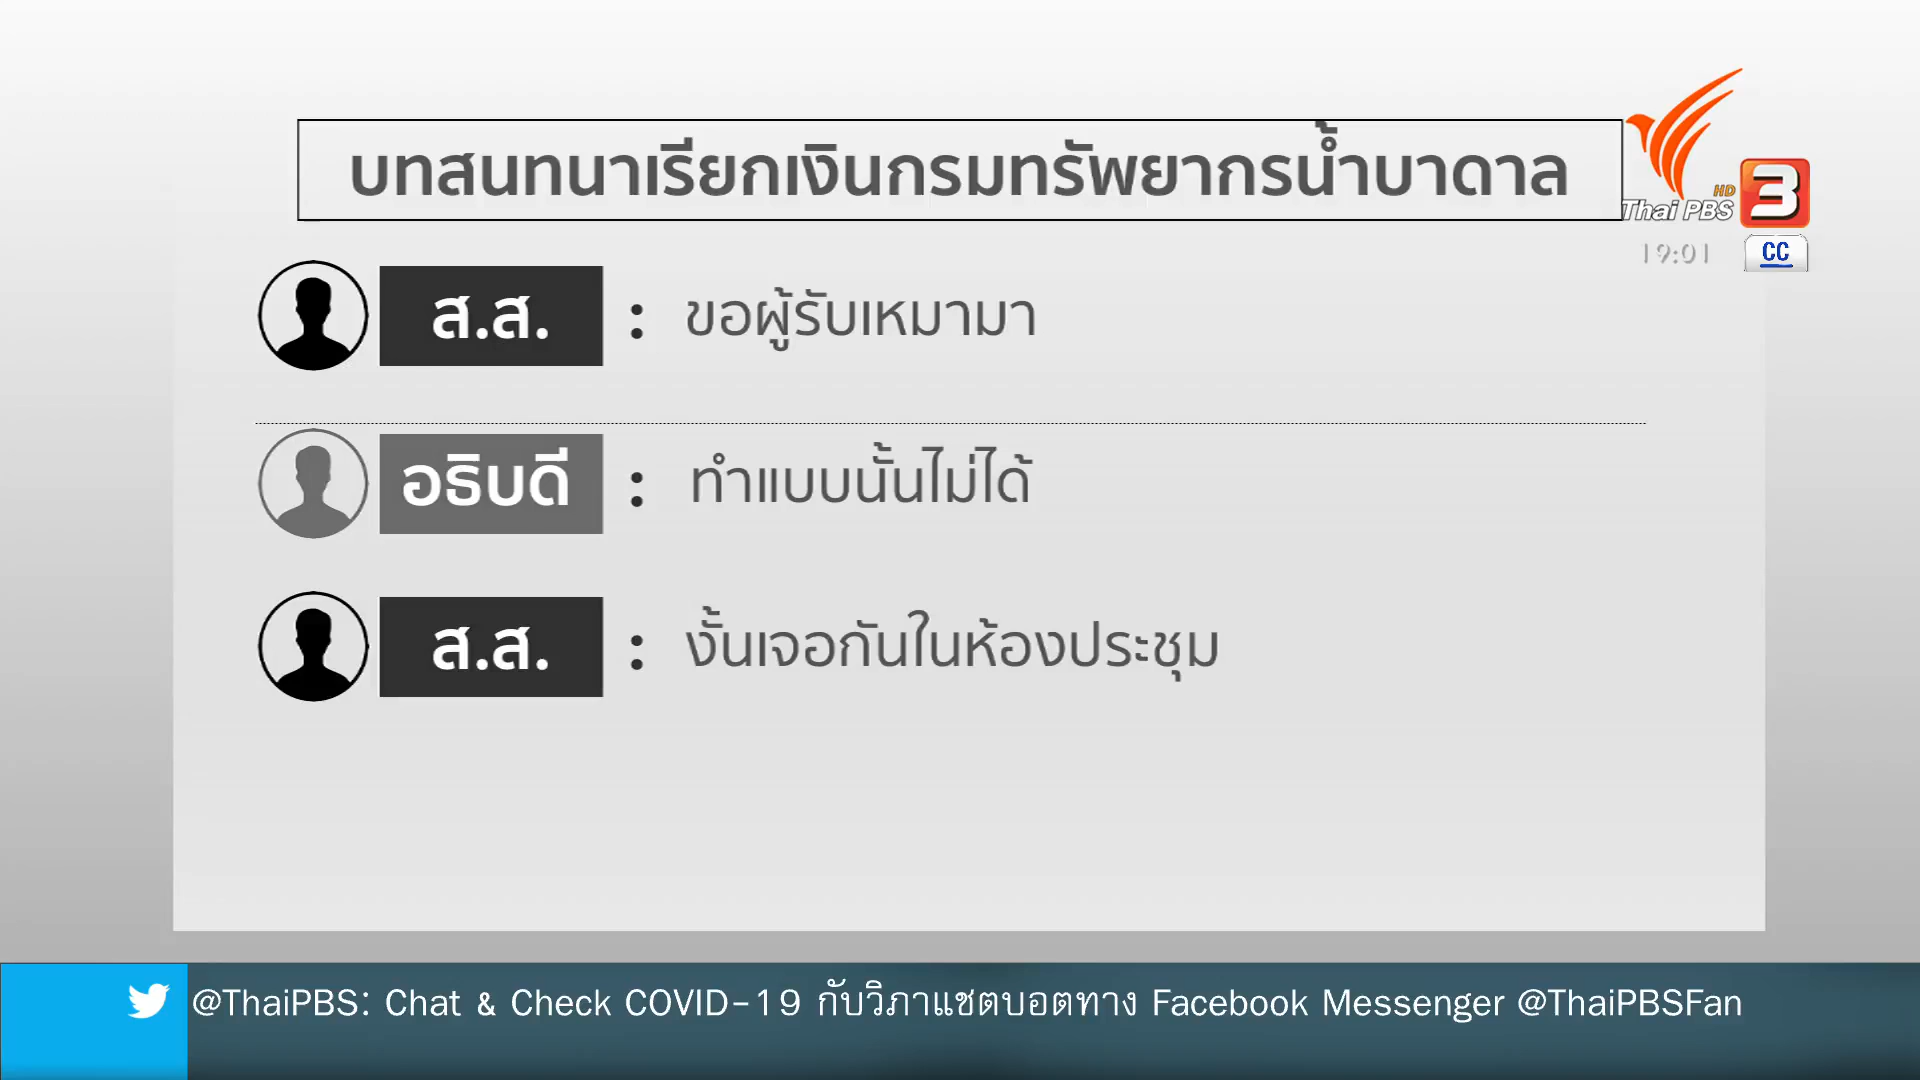 บทสนทนาเรียกเงินกรมทรัพยากรน้ำบาดาล
HD
Thai PBS 3
19:01 CC
ส.ส. : ขอผู้รับเหมามา
อธิบดี : ทำแบบนั้นไม่ได้
ส.ส. : งั้นเจอกันในห้องประชุม
@ThaiPBS: Chat & Check COVID-19 กับวิภาแชตบอตทาง Facebook Messenger @ThaiPBSFan